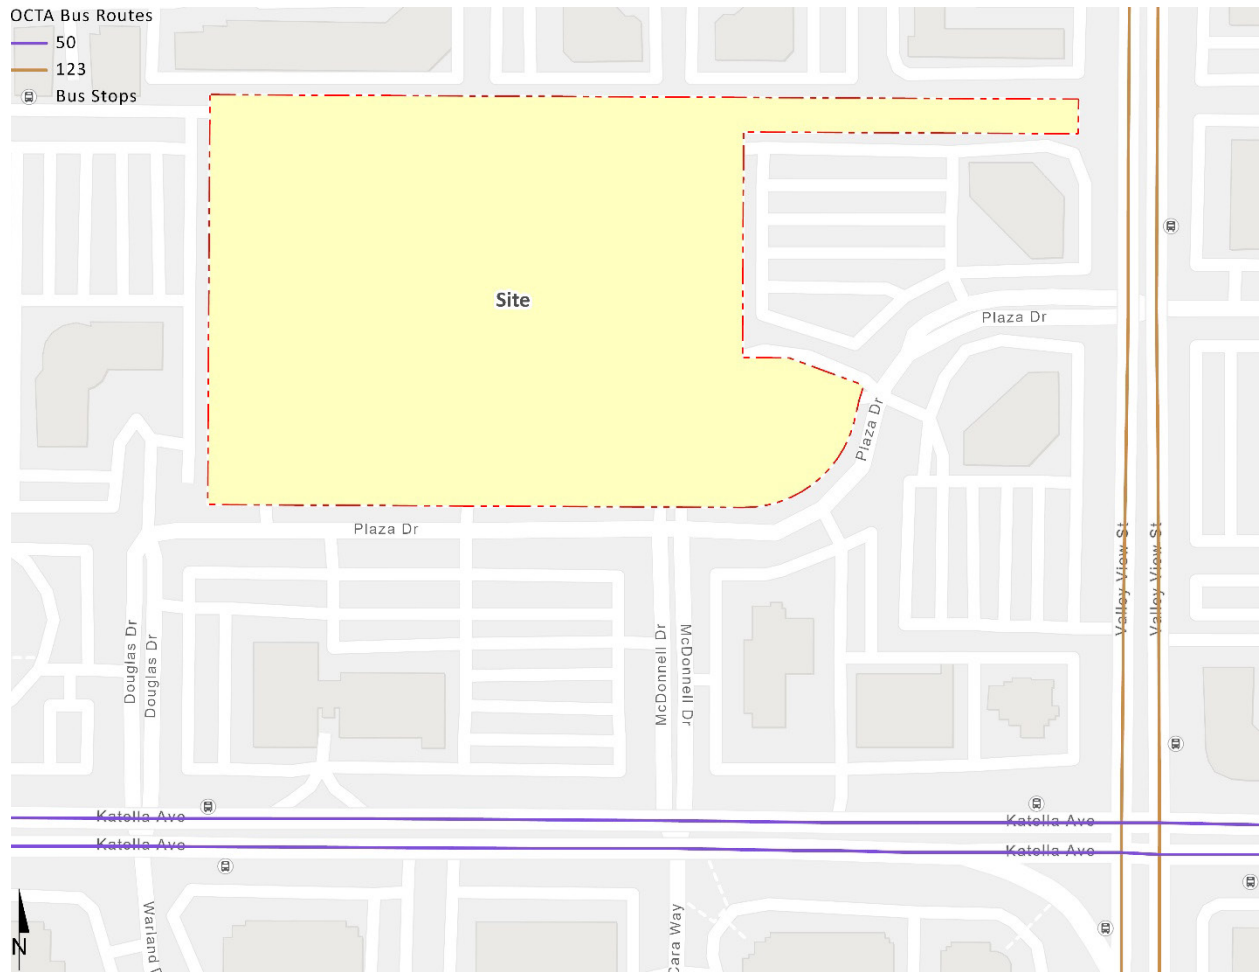 OCTA Bus Routes
50
123
Bus Stops
Site
Plaza Dr
Plaza Dr
Plaza Dr
Valley View St
Valley View St
Douglas Dr
Douglas Dr
McDonnell Dr
McDonnell Dr
Katella Ave
Katella Ave
Katella Ave
Katella Ave
Warland
Cara Way
N